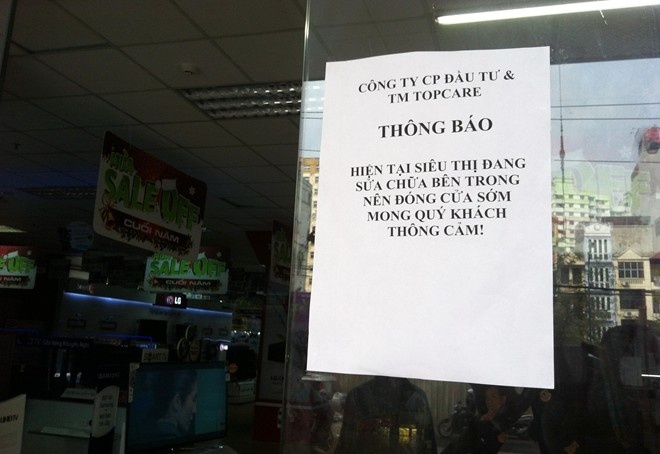 CÔNG TY CP ĐẦU TƯ &
TM TOPCARE
THÔNG BÁO
HIỆN TẠI SIÊU THỊ ĐANG
SỬA CHỮA BÊN TRONG
NÊN ĐÓNG CỬA SỚM
MONG QUÝ KHÁCH
THÔNG CẢM!
SALE OFF
CUỐI NĂM
SALE OFF
CUỐI NĂM
SALE OFF
CUỐI NĂM
LG